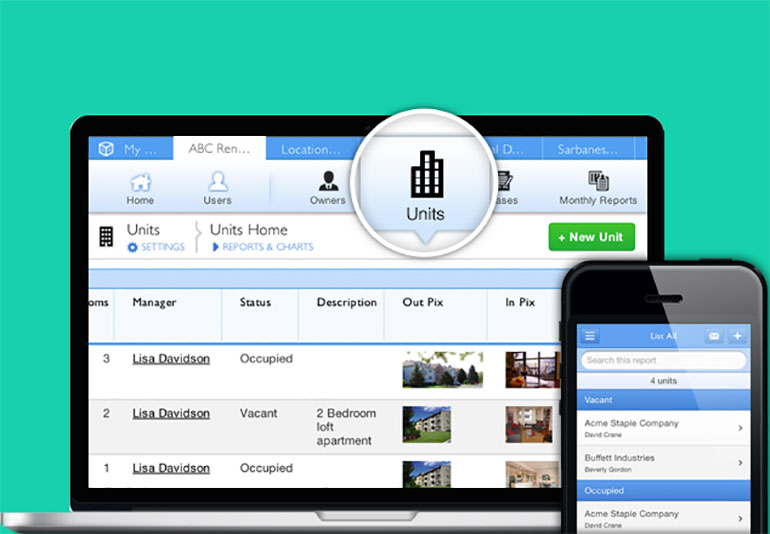 My ...
ABC Ren...
Location...
al D...
Sarbanes...
Home
Users
Owners
Units
ases
Monthly Reports
Units
SETTINGS
Units Home
REPORTS & CHARTS
+ New Unit
oms Manager Status Description Out Pix In Pix
3 Lisa Davidson Occupied
2 Lisa Davidson Vacant 2 Bedroom
loft
apartment
1 Lisa Davidson Occupied
List All
Search this report
4 units
Vacant
Acme Staple Company
David Crane
Buffett Industries
Beverly Gordon
Occupied
Acme Staple Company
David Crane